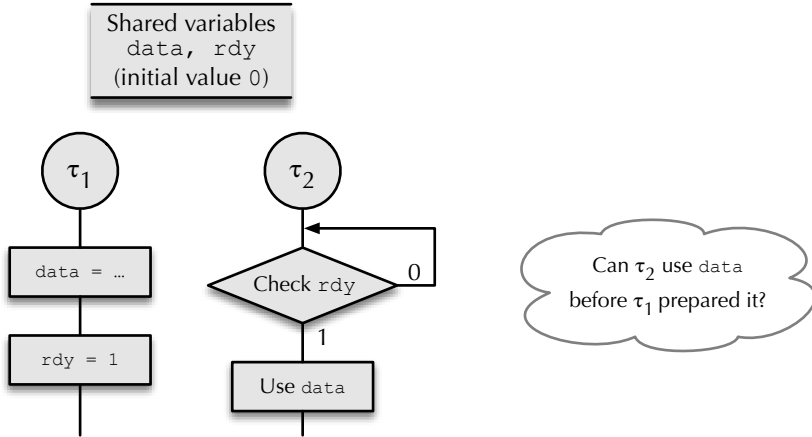 Shared variables
data, rdy
(initial value 0)
τ1
τ2
data = …
Check rdy
0
rdy = 1
1
Use data
Can τ2 use data
before τ1 prepared it?